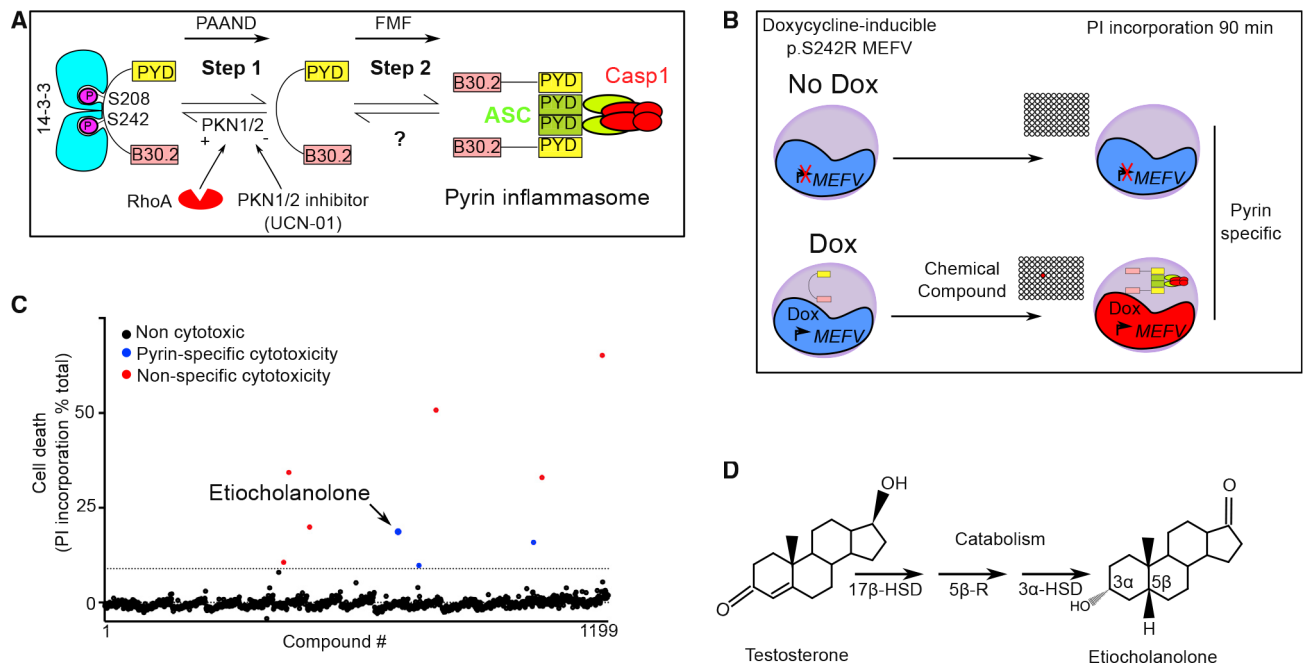 A
PAAND
FMF
Step 1
Step 2
14-3-3
P
P
S208
S242
PYD
B30.2
PKN1/2
+
-
RhoA
PKN1/2 inhibitor
(UCN-01)
PYD
B30.2
?
B30.2
PYD
ASC
PYD
PYD
B30.2
PYD
Casp1
Pyrin inflammasome
B
Doxycycline-inducible
p.S242R MEFV
PI incorporation 90 min
No Dox
MEFV
MEFV
Dox
Chemical
Compound
Dox
MEFV
Dox
MEFV
Pyrin
specific
C
Cell death
(PI incorporation % total)
50
25
0
Non cytotoxic
Pyrin-specific cytotoxicity
Non-specific cytotoxicity
Etiocholanolone
1
1199
Compound #
D
OH
O
Testosterone
Catabolism
17β-HSD
5β-R
3α-HSD
O
3α
5β
HO
H
Etiocholanolone